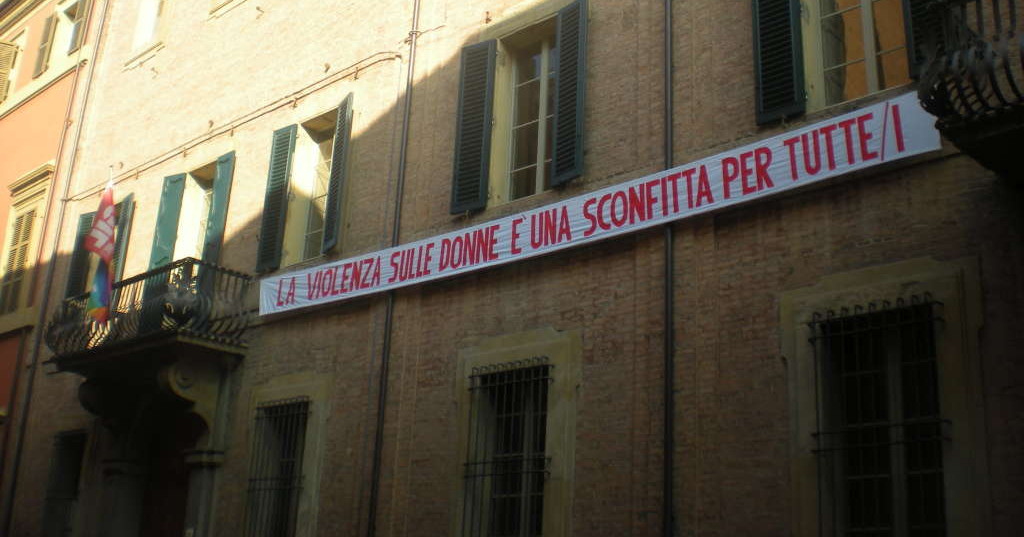 LA VIOLENZA SULLE DONNE È UNA SCONFITTA PER TUTTE/I